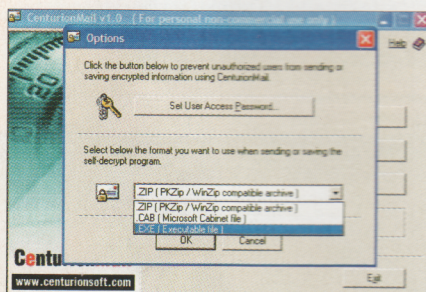 CenturionMail v1.0 ( For personal non-commercial use only )
Options
Help
Click the button below to prevent unauthorized users from sending or
saving encrypted information using CenturionMail.
Set User Access Password...
Select below the format you want to use when sending or saving the
self-decrypt program.
.ZIP ( PKZip / WinZip compatible archive )
.ZIP ( PKZip / WinZip compatible archive )
.CAB ( Microsoft Cabinet file )
.EXE ( Executable file )
OK
Cancel
Centu
www.centurionsoft.com
Exit